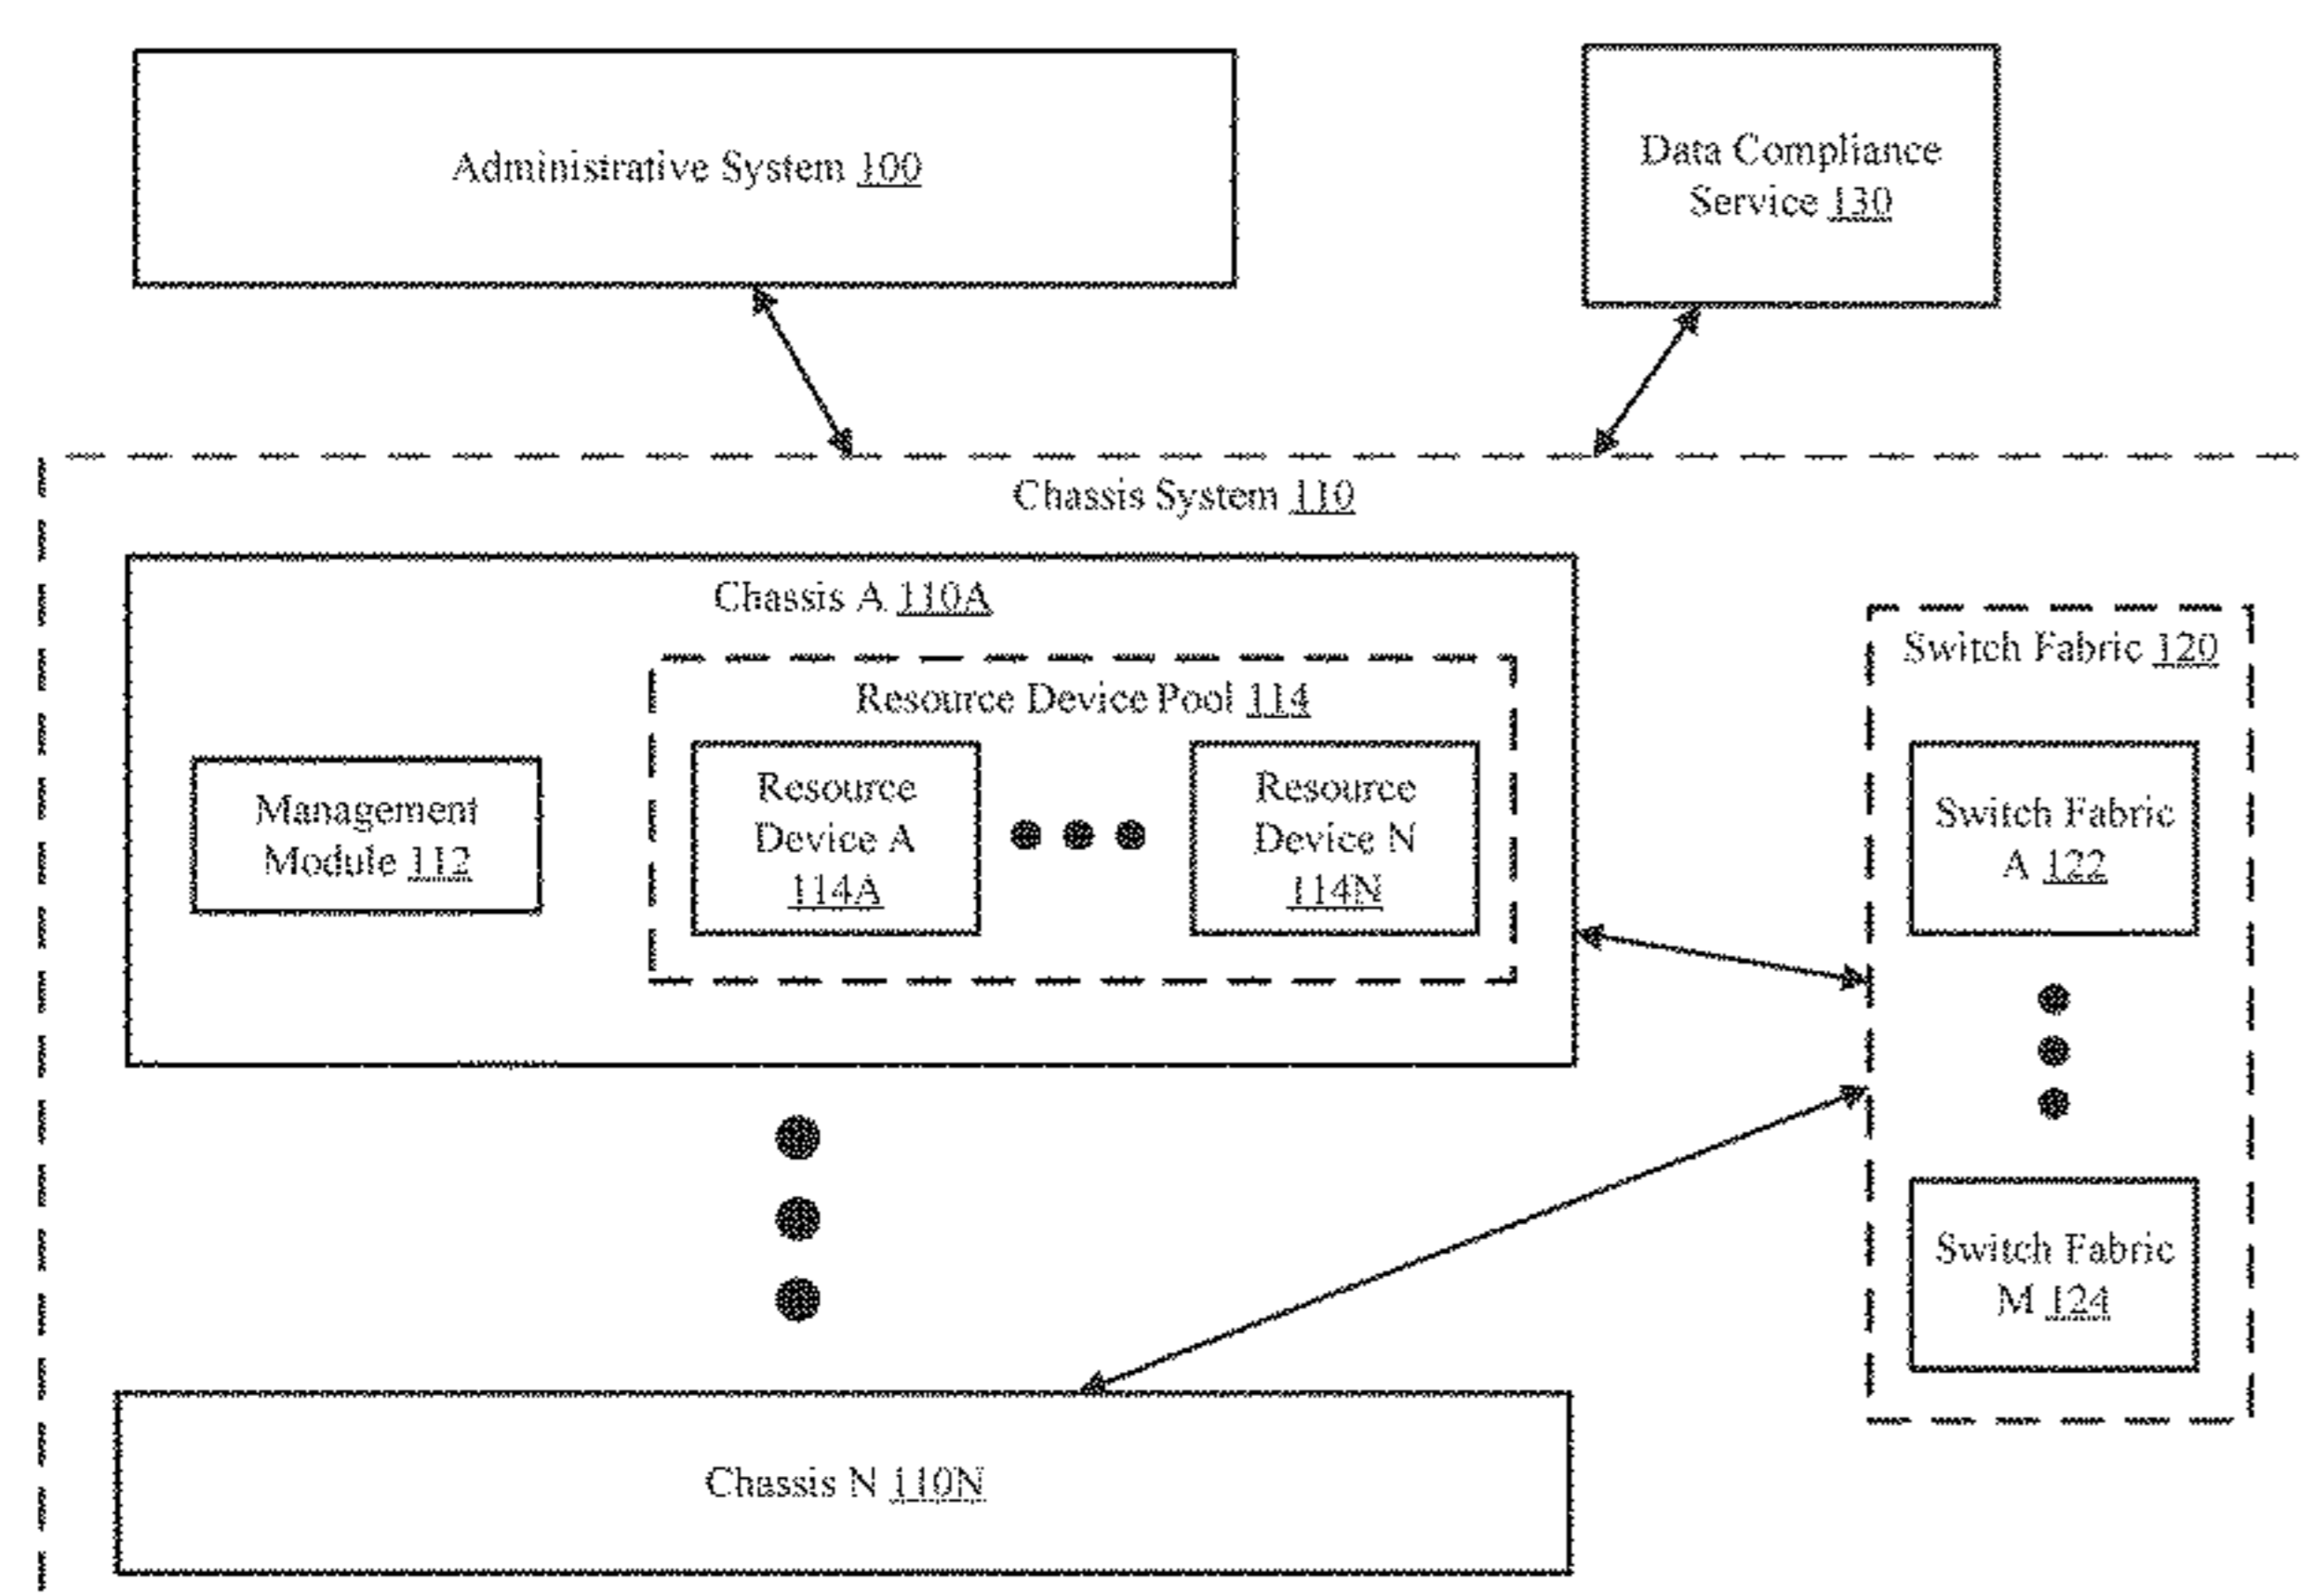 Administrative System 100
Data Compliance
Service 130
Chassis System 110
Chassis A 110A
Resource Device Pool 114
Management
Module 112
Resource
Device A
114A
Resource
Device N
114N
Switch Fabric 120
Switch Fabric
A 122
Switch Fabric
M 124
Chassis N 110N